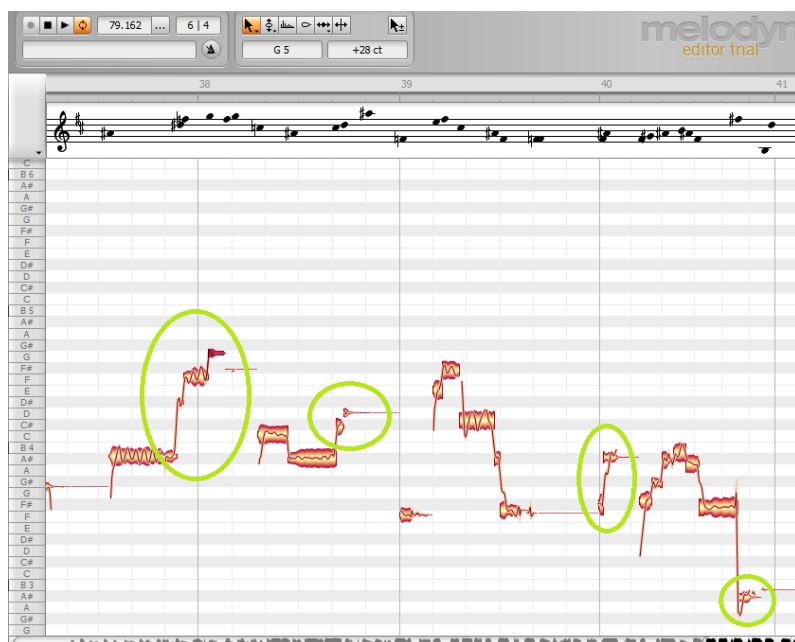 79.162 ... 6 | 4
melodyn
editor trial
G 5 +28 ct
38 39 40 41
C
B 6
A#
A
G#
G
F#
F
E
D#
D
C#
C
B 5
A#
A
G#
G
F#
F
E
D#
D
C#
C
B 4
A#
A
G#
G
F#
F
E
D#
D
C#
C
B 3
A#
A
G#
G